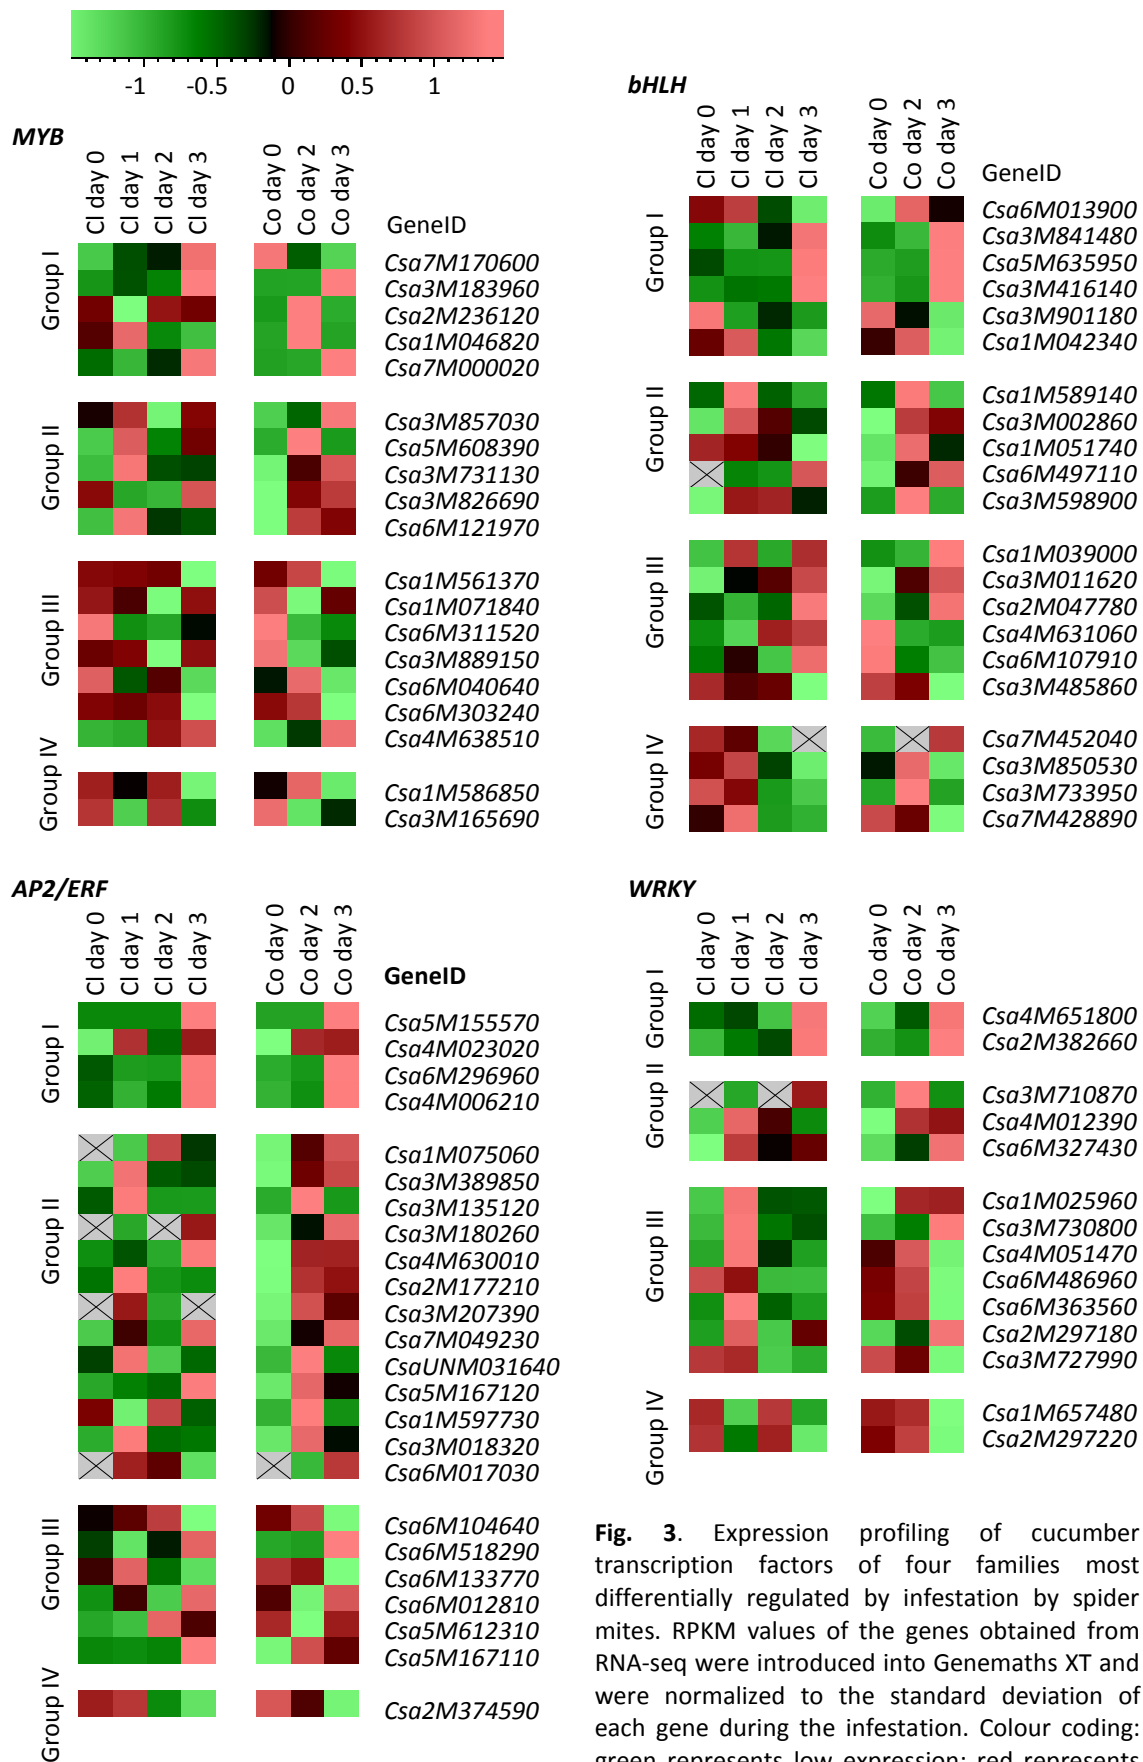 -1 -0.5 0 0.5 1
MYB
Cl day 0
Cl day 1
Cl day 2
Cl day 3
Co day 0
Co day 2
Co day 3
GeneID
Group I
Csa7M170600
Csa3M183960
Csa2M236120
Csa1M046820
Csa7M000020
Group II
Csa3M857030
Csa5M608390
Csa3M731130
Csa3M826690
Csa6M121970
Group III
Csa1M561370
Csa1M071840
Csa6M311520
Csa3M889150
Csa6M040640
Csa6M303240
Csa4M638510
Group IV
Csa1M586850
Csa3M165690
bHLH
Cl day 0
Cl day 1
Cl day 2
Cl day 3
Co day 0
Co day 2
Co day 3
GeneID
Group I
Csa6M013900
Csa3M841480
Csa5M635950
Csa3M416140
Csa3M901180
Csa1M042340
Group II
Csa1M589140
Csa3M002860
Csa1M051740
Csa6M497110
Csa3M598900
Group III
Csa1M039000
Csa3M011620
Csa2M047780
Csa4M631060
Csa6M107910
Csa3M485860
Group IV
Csa7M452040
Csa3M850530
Csa3M733950
Csa7M428890
AP2/ERF
Cl day 0
Cl day 1
Cl day 2
Cl day 3
Co day 0
Co day 2
Co day 3
GeneID
Group I
Csa5M155570
Csa4M023020
Csa6M296960
Csa4M006210
Group II
Csa1M075060
Csa3M389850
Csa3M135120
Csa3M180260
Csa4M630010
Csa2M177210
Csa3M207390
Csa7M049230
CsaUNM031640
Csa5M167120
Csa1M597730
Csa3M018320
Csa6M017030
Group III
Csa6M104640
Csa6M518290
Csa6M133770
Csa6M012810
Csa5M612310
Csa5M167110
Group IV
Csa2M374590
WRKY
Cl day 0
Cl day 1
Cl day 2
Cl day 3
Co day 0
Co day 2
Co day 3
Group I
Csa4M651800
Csa2M382660
Group II
Csa3M710870
Csa4M012390
Csa6M327430
Group III
Csa1M025960
Csa3M730800
Csa4M051470
Csa6M486960
Csa6M363560
Csa2M297180
Csa3M727990
Group IV
Csa1M657480
Csa2M297220
Fig. 3. Expression profiling of cucumber
transcription factors of four families most
differentially regulated by infestation by spider
mites. RPKM values of the genes obtained from
RNA-seq were introduced into Genemaths XT and
were normalized to the standard deviation of
each gene during the infestation. Colour coding:
green represents low expression; red represents